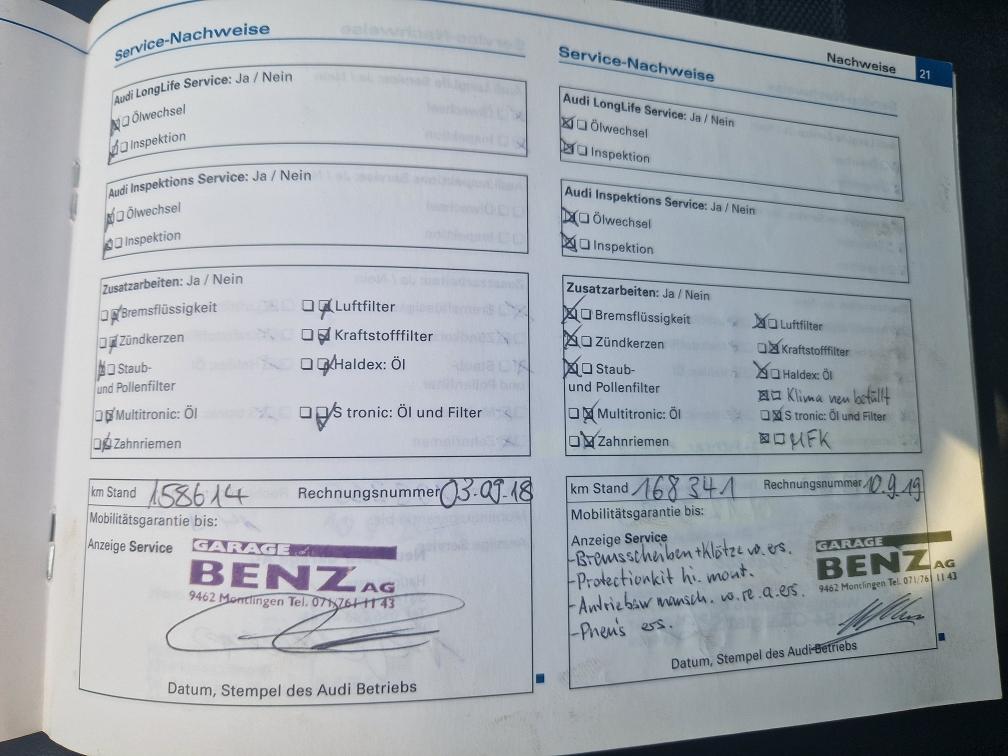 Nachweise 21
Service-Nachweise
Audi LongLife Service: Ja / Nein
Ölwechsel
Inspektion
Audi Inspektions Service: Ja / Nein
Ölwechsel
Inspektion
Zusatzarbeiten: Ja / Nein
Bremsflüssigkeit Luftfilter
Zündkerzen Kraftstofffilter
Staub- Haldex: Öl
und Pollenfilter
Multitronic: Öl S tronic: Öl und Filter
Zahnriemen
km Stand 158614 Rechnungsnummer 03.09.18
Mobilitätsgarantie bis:
Anzeige Service
GARAGE
BENZ AG
9462 Montlingen Tel. 071/761 11 43
Datum, Stempel des Audi Betriebs
Service-Nachweise
Audi LongLife Service: Ja / Nein
Ölwechsel
Inspektion
Audi Inspektions Service: Ja / Nein
Ölwechsel
Inspektion
Zusatzarbeiten: Ja / Nein
Bremsflüssigkeit Luftfilter
Zündkerzen Kraftstofffilter
Staub- Haldex: Öl
und Pollenfilter Klima neu befüllt
Multitronic: Öl S tronic: Öl und Filter
Zahnriemen MFK
km Stand 168341 Rechnungsnummer 10.9.19
Mobilitätsgarantie bis:
Anzeige Service
-Bremsscheiben+Klötze vo. ers.
-Protectionkit hi. mont.
-Antriebsw mansch. vo. re. a. ers.
-Pneu's ers.
GARAGE
BENZ AG
9462 Montlingen Tel. 071/761 11 43
Datum, Stempel des Audi Betriebs